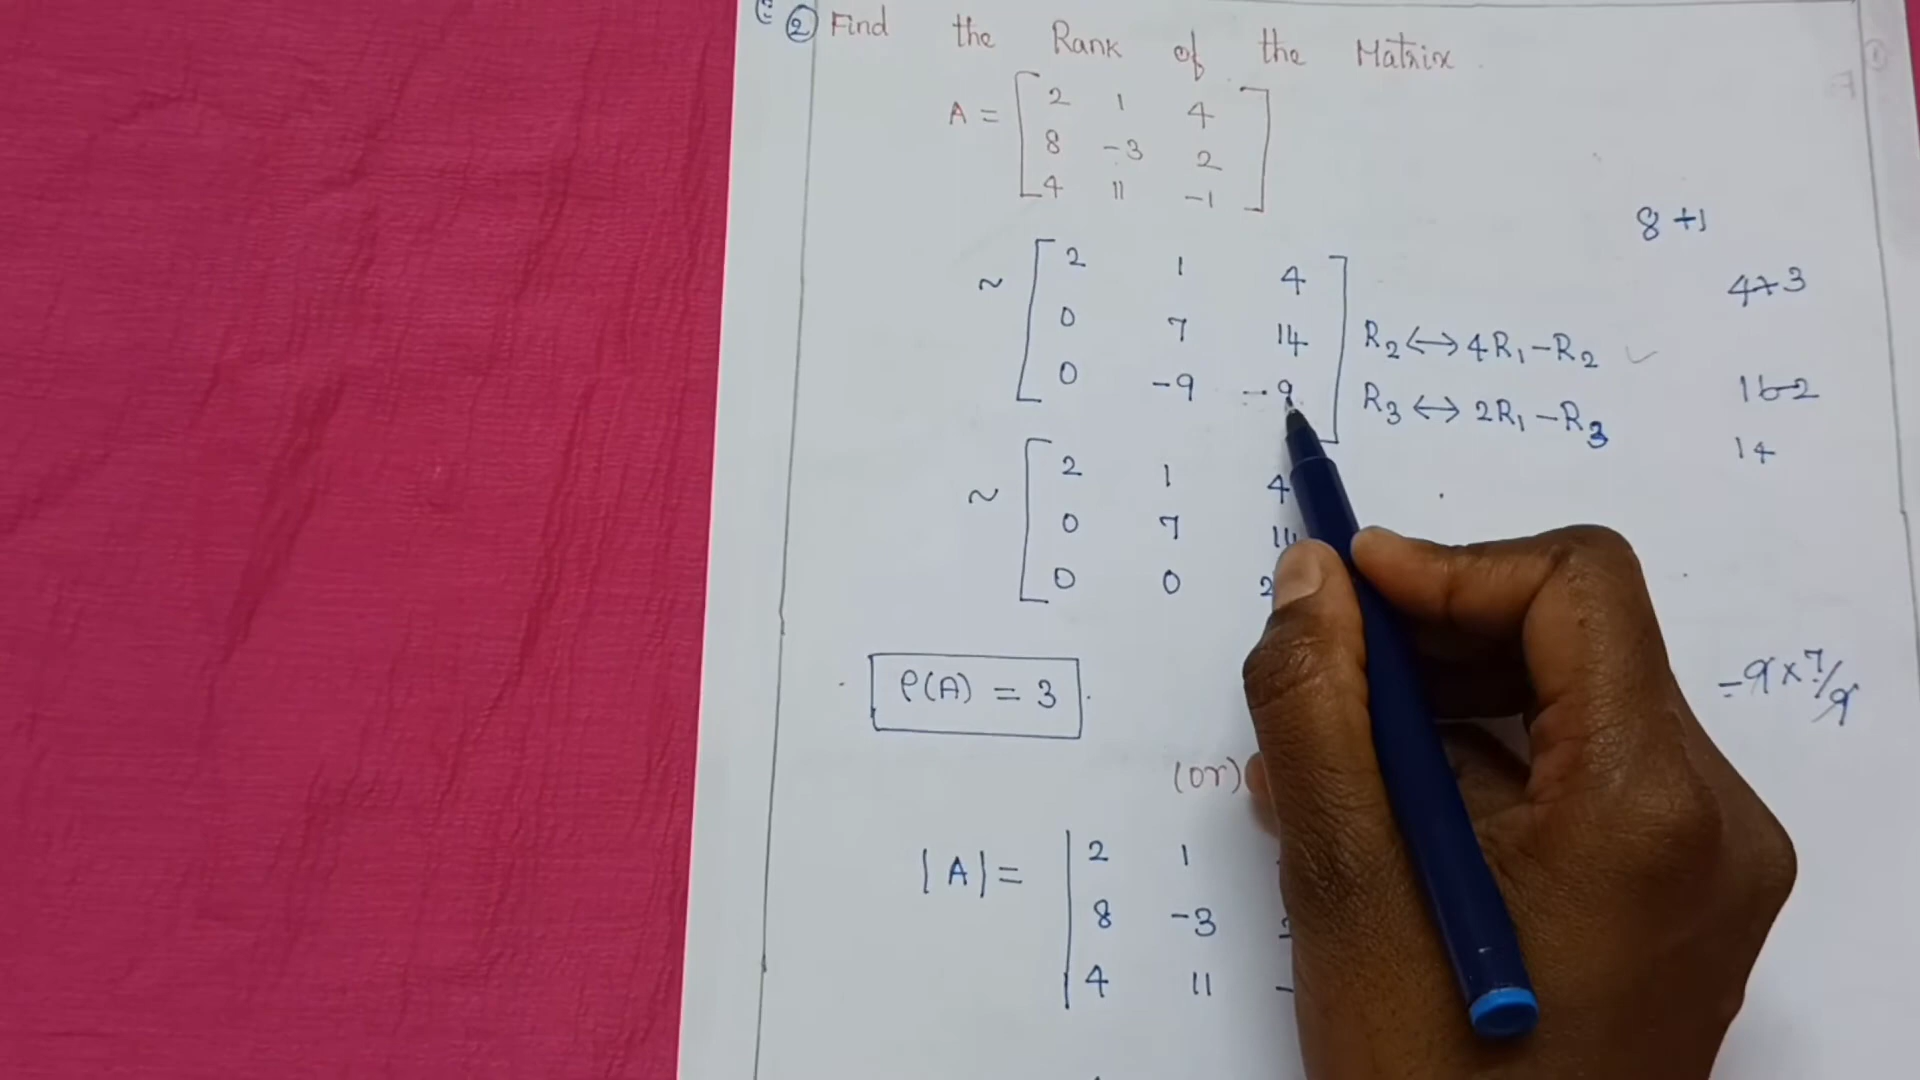 ② Find the Rank of the Matrix
A = [ 2 1 4
8 -3 2
4 11 -1 ]
8 +1
~ [ 2 1 4
0 7 14
0 -9 -9 ]
R₂ ↔ 4R₁ - R₂
R₃ ↔ 2R₁ - R₃
4+3
16-2
14
~ [ 2 1 4
0 7 14
0 0 2
ρ(A) = 3
-9 × 7/9
(or)
|A| = | 2 1
8 -3
4 11 -